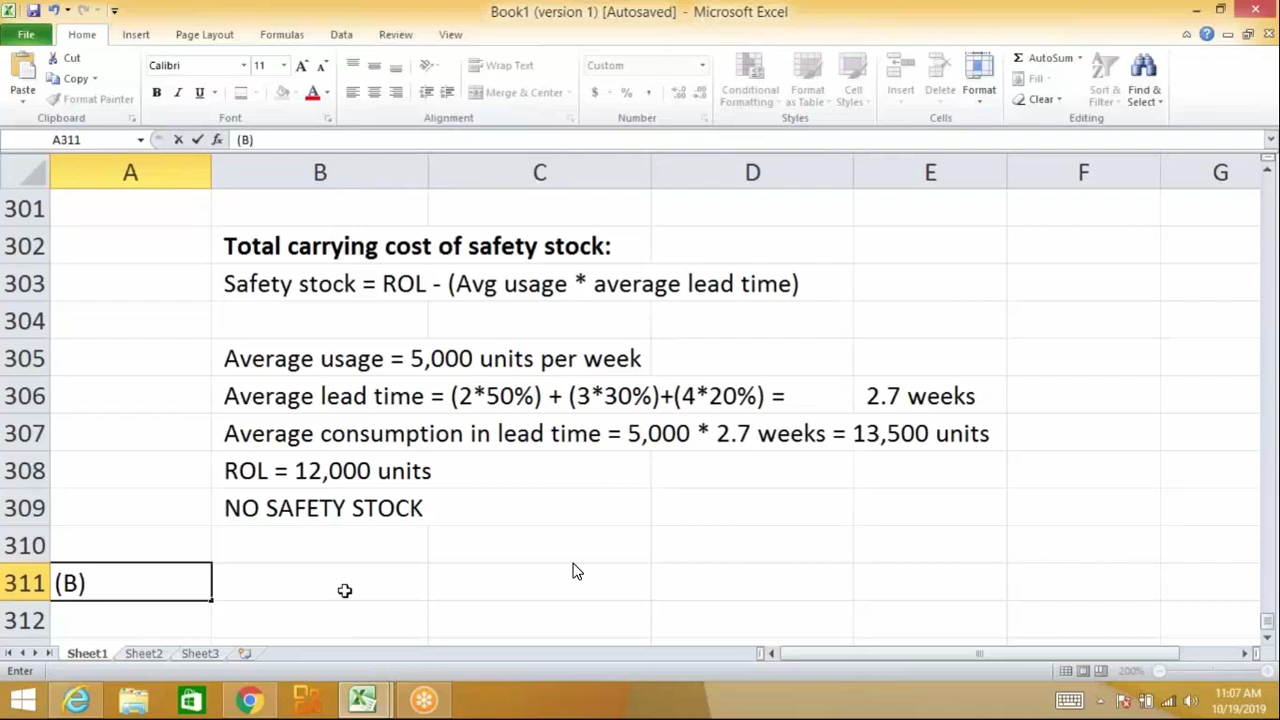 Book1 (version 1) [Autosaved] - Microsoft Excel
File Home Insert Page Layout Formulas Data Review View
Paste
Cut
Copy
Format Painter
Clipboard
Calibri 11
B I U
Font
Wrap Text
Merge & Center
Alignment
Custom
$ % ,
Number
Conditional Formatting
Format as Table
Cell Styles
Styles
Insert Delete Format
Cells
Σ AutoSum
Fill
Clear
Sort & Filter
Find & Select
Editing
A311 fx (B)
A B C D E F G
301
302 Total carrying cost of safety stock:
303 Safety stock = ROL - (Avg usage * average lead time)
304
305 Average usage = 5,000 units per week
306 Average lead time = (2*50%) + (3*30%)+(4*20%) = 2.7 weeks
307 Average consumption in lead time = 5,000 * 2.7 weeks = 13,500 units
308 ROL = 12,000 units
309 NO SAFETY STOCK
310
311 (B)
312
Sheet1 Sheet2 Sheet3
Enter 200%
11:07 AM
10/19/2019